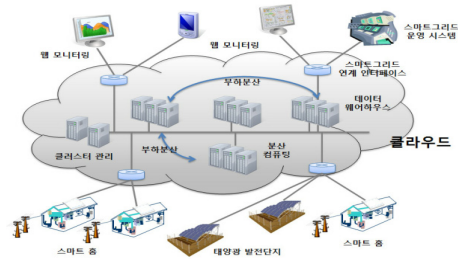 스마트그리드
운영 시스템
웹 모니터링
웹 모니터링
스마트그리드
연계 인터페이스
부하분산
데이터
웨어하우스
클라우드
클러스터 관리
부하분산
분산
컴퓨팅
스마트 홈
태양광 발전단지
스마트 홈